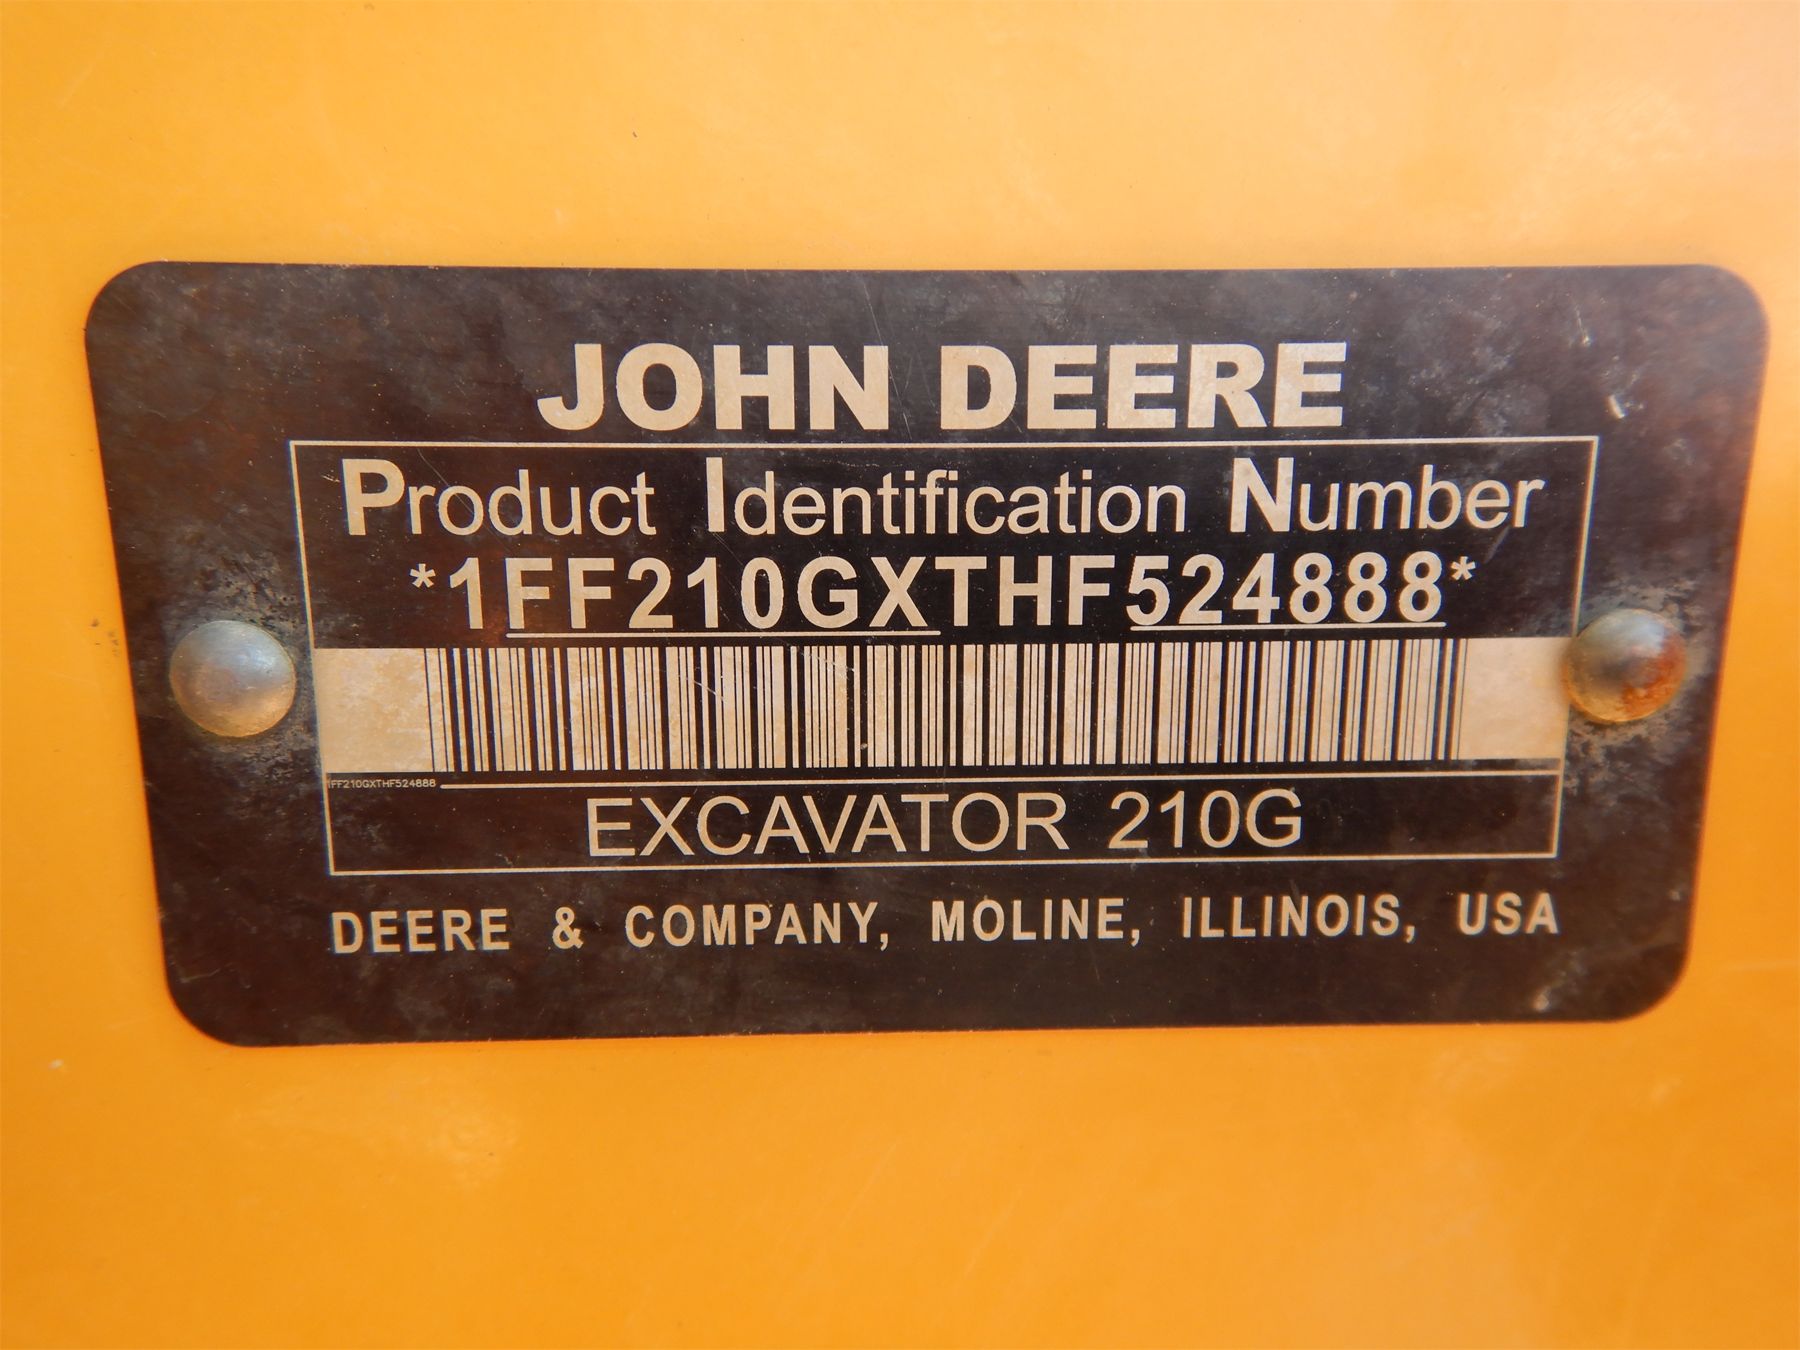 JOHN DEERE
Product Identification Number
*1FF210GXTHF524888*
1FF210GXTHF524888
EXCAVATOR 210G
DEERE & COMPANY, MOLINE, ILLINOIS, USA